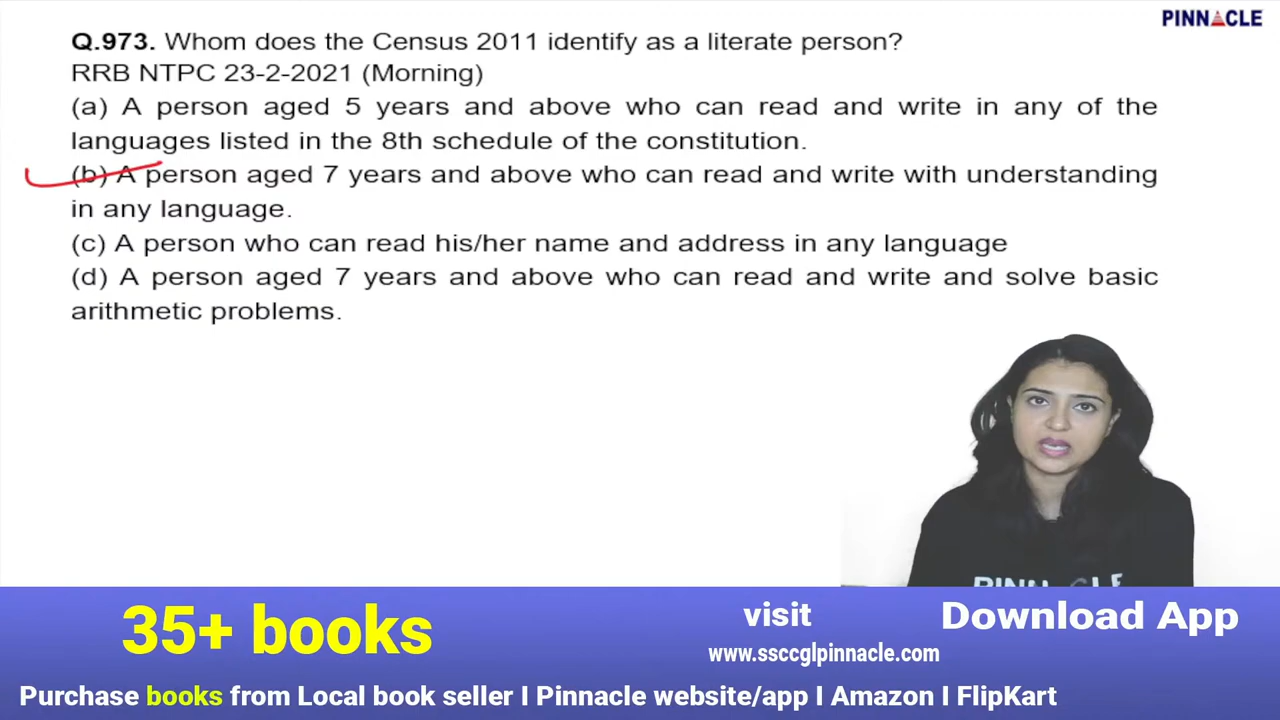 PINNACLE
Q.973. Whom does the Census 2011 identify as a literate person?
RRB NTPC 23-2-2021 (Morning)
(a) A person aged 5 years and above who can read and write in any of the
languages listed in the 8th schedule of the constitution.
(b) A person aged 7 years and above who can read and write with understanding
in any language.
(c) A person who can read his/her name and address in any language
(d) A person aged 7 years and above who can read and write and solve basic
arithmetic problems.
PINNACLE
35+ books
visit
www.ssccglpinnacle.com
Download App
Purchase books from Local book seller I Pinnacle website/app I Amazon I FlipKart